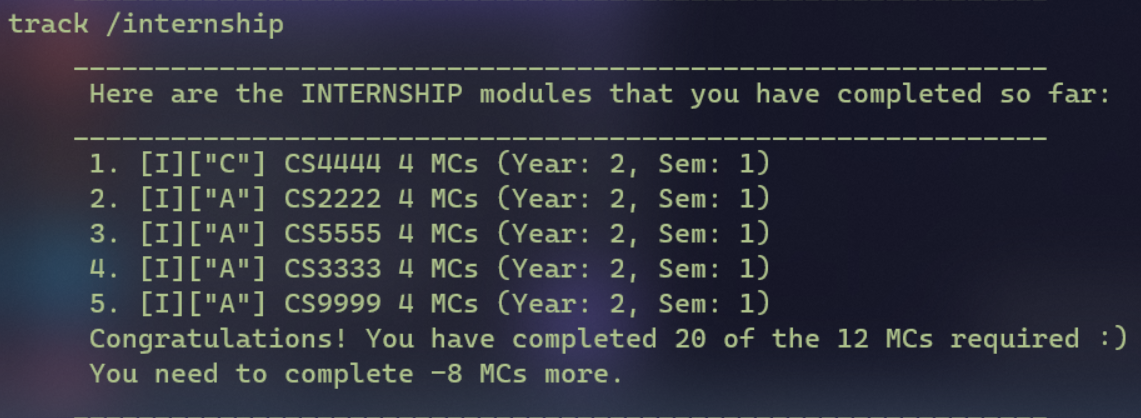 track /internship
____________________________________________________________
Here are the INTERNSHIP modules that you have completed so far:
____________________________________________________________
1. [I]["C"] CS4444 4 MCs (Year: 2, Sem: 1)
2. [I]["A"] CS2222 4 MCs (Year: 2, Sem: 1)
3. [I]["A"] CS5555 4 MCs (Year: 2, Sem: 1)
4. [I]["A"] CS3333 4 MCs (Year: 2, Sem: 1)
5. [I]["A"] CS9999 4 MCs (Year: 2, Sem: 1)
Congratulations! You have completed 20 of the 12 MCs required :)
You need to complete -8 MCs more.
____________________________________________________________